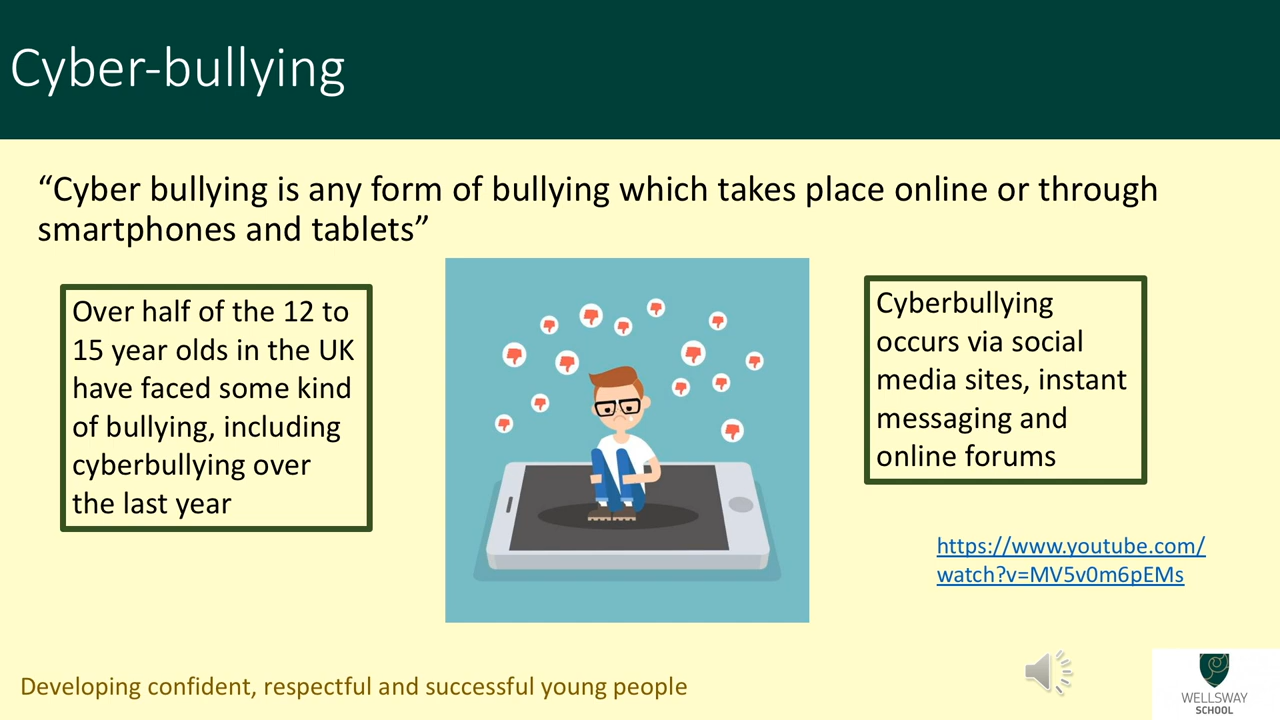 Cyber-bullying
“Cyber bullying is any form of bullying which takes place online or through
smartphones and tablets”
Over half of the 12 to
15 year olds in the UK
have faced some kind
of bullying, including
cyberbullying over
the last year
Cyberbullying
occurs via social
media sites, instant
messaging and
online forums
https://www.youtube.com/
watch?v=MV5v0m6pEMs
Developing confident, respectful and successful young people
WELLSWAY
SCHOOL